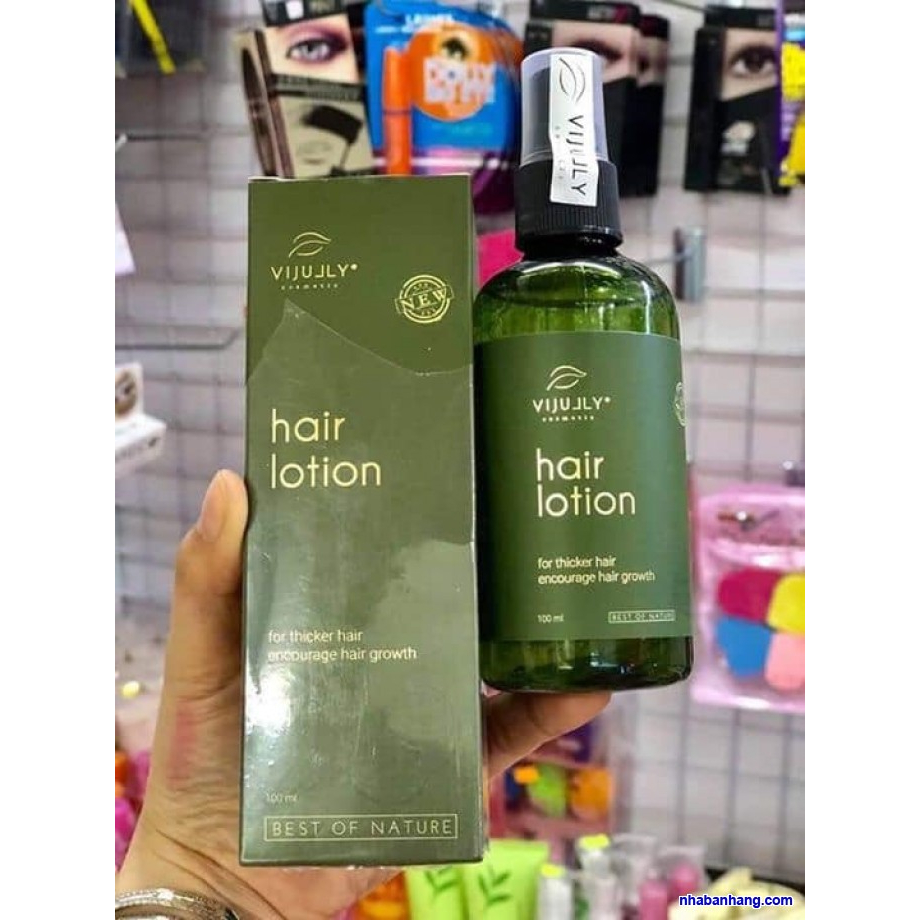 VIJULLY®
cosmetic
NEW
hair
lotion
for thicker hair
encourage hair growth
100 ml
BEST OF NATURE
VIJULLY
VIJULLY®
cosmetic
hair
lotion
for thicker hair
encourage hair growth
100 ml
BEST OF NATURE
DOLLY
nhabanhang.com